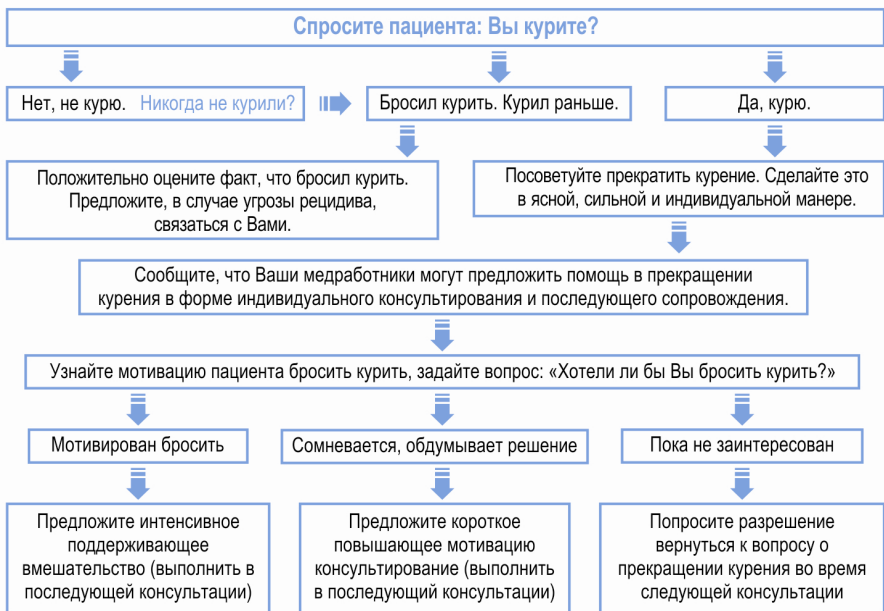 Спросите пациента: Вы курите?
Нет, не курю. Никогда не курили?
Бросил курить. Курил раньше.
Да, курю.
Положительно оцените факт, что бросил курить.
Предложите, в случае угрозы рецидива,
связаться с Вами.
Посоветуйте прекратить курение. Сделайте это
в ясной, сильной и индивидуальной манере.
Сообщите, что Ваши медработники могут предложить помощь в прекращении
курения в форме индивидуального консультирования и последующего сопровождения.
Узнайте мотивацию пациента бросить курить, задайте вопрос: «Хотели ли бы Вы бросить курить?»
Мотивирован бросить
Сомневается, обдумывает решение
Пока не заинтересован
Предложите интенсивное
поддерживающее
вмешательство (выполнить в
последующей консультации)
Предложите короткое
повышающее мотивацию
консультирование (выполнить
в последующий консультации)
Попросите разрешение
вернуться к вопросу о
прекращении курения во время
следующей консультации